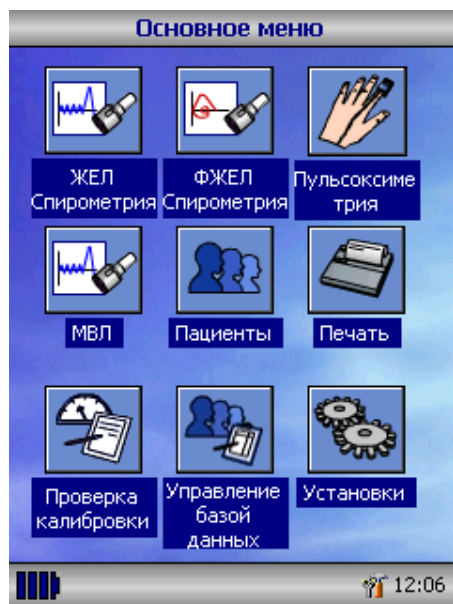 Основное меню
ЖЕЛ
Спирометрия
ФЖЕЛ
Спирометрия
Пульсоксиме
трия
МВЛ
Пациенты
Печать
Проверка
калибровки
Управление
базой
данных
Установки
12:06